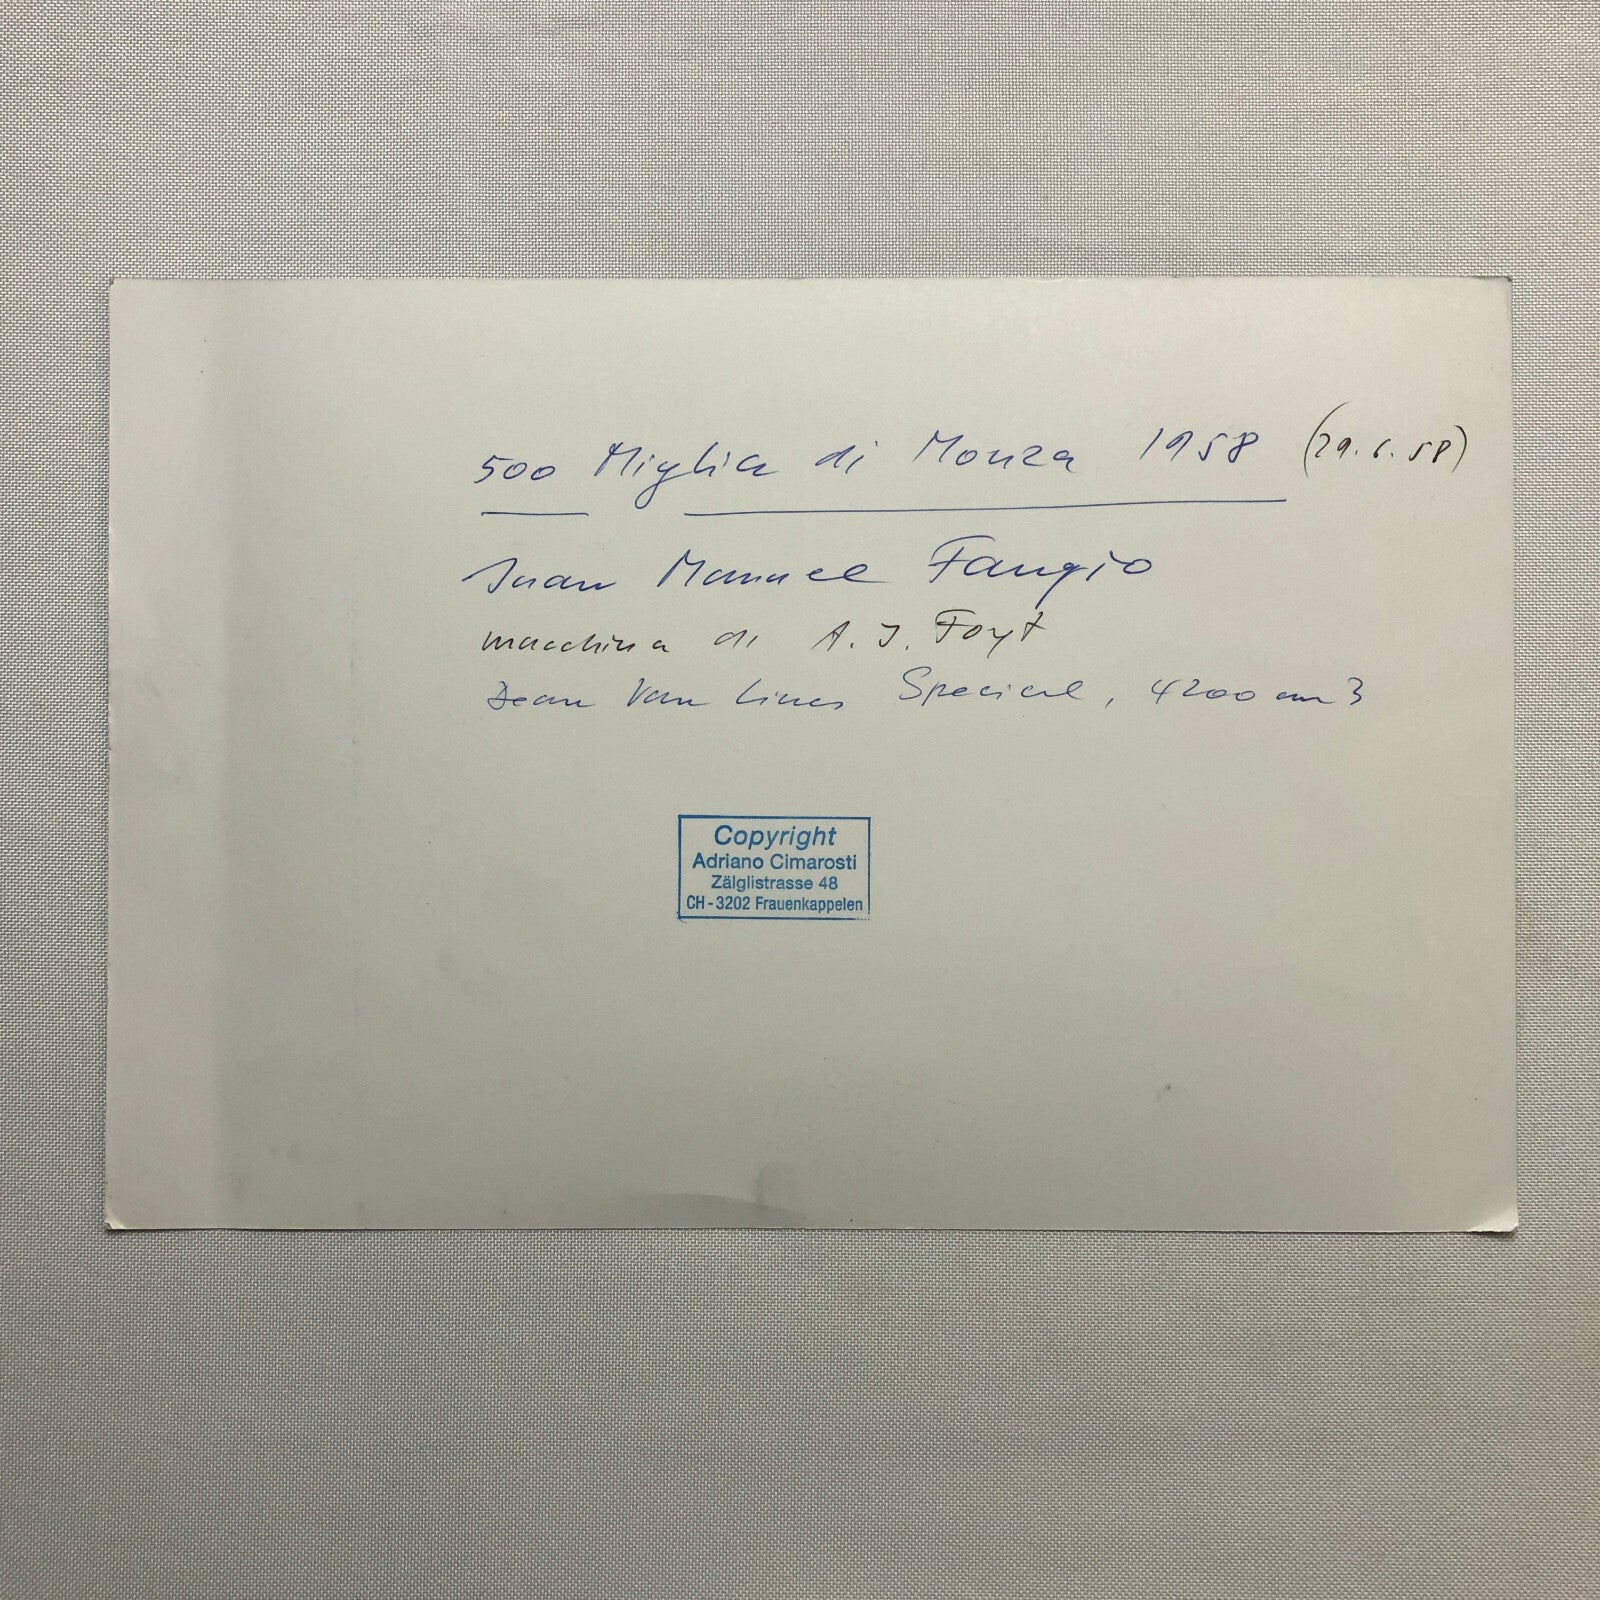 500 Miglia di Monza 1958 (29.6.58)
Juan Manuel Fangio
macchina di A. J. Foyt
Dean Van Lines Special, 4200 cm3
Copyright
Adriano Cimarosti
Zälglistrasse 48
CH - 3202 Frauenkappelen